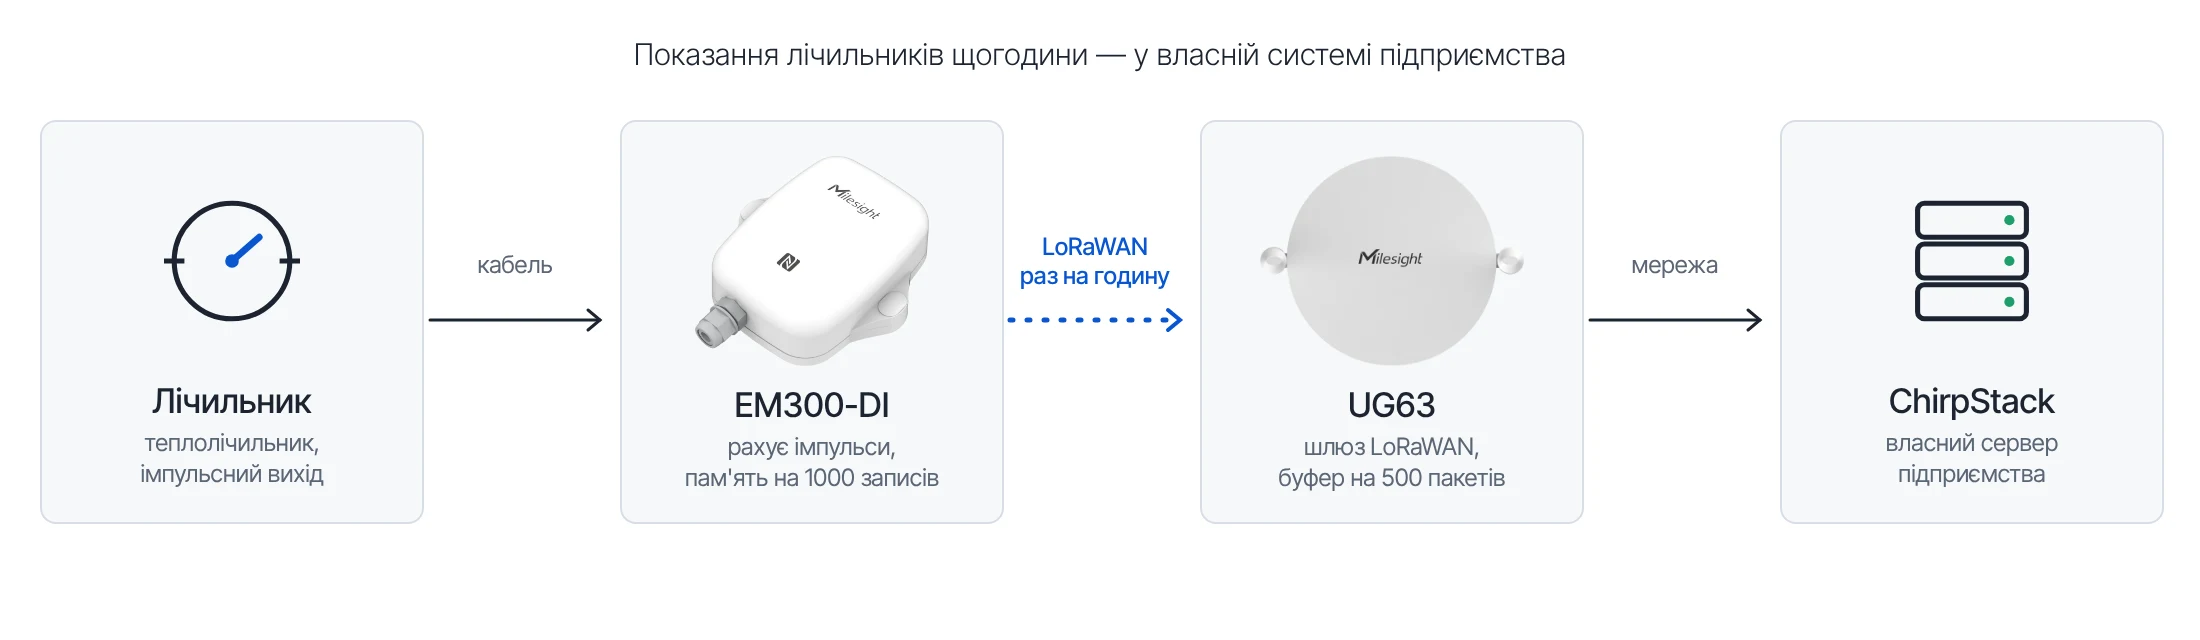 Показання лічильників щогодини — у власній системі підприємства
кабель
LoRaWAN
раз на годину
мережа
Milesight
Milesight
Лічильник
теплолічильник,
імпульсний вихід
EM300-DI
рахує імпульси,
пам'ять на 1000 записів
UG63
шлюз LoRaWAN,
буфер на 500 пакетів
ChirpStack
власний сервер
підприємства